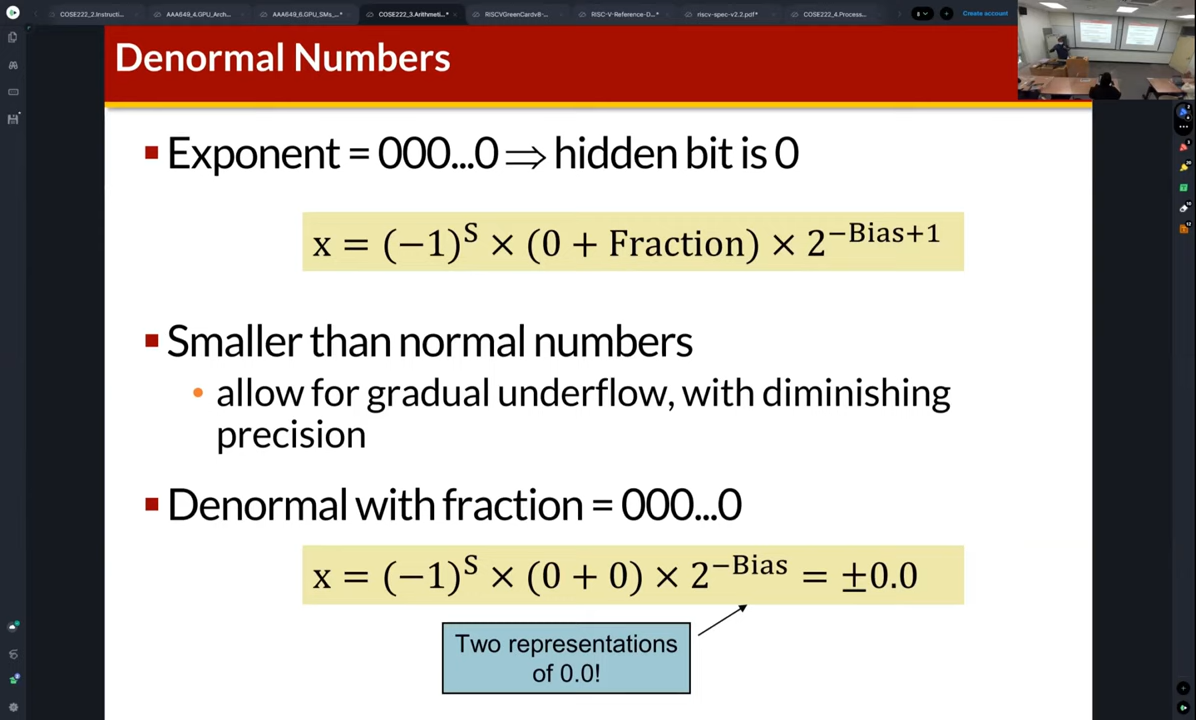 COSE222_2.Instructi...
AAA649_4.GPU_Arch...
AAA649_6.GPU_SMs_...*
COSE222_3.Arithmeti...*
RISCVGreenCardv8-...
RISC-V-Reference-D...*
riscv-spec-v2.2.pdf*
COSE222_4.Process...
Create account
Denormal Numbers
Exponent = 000...0 ⇒ hidden bit is 0
x = (−1)^S × (0 + Fraction) × 2^−Bias+1
Smaller than normal numbers
• allow for gradual underflow, with diminishing
precision
Denormal with fraction = 000...0
x = (−1)^S × (0 + 0) × 2^−Bias = ±0.0
Two representations
of 0.0!